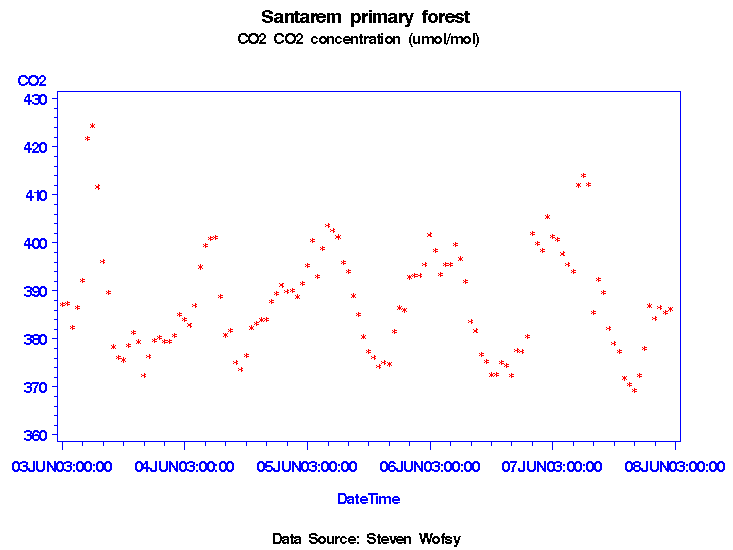 Santarem primary forest
CO2 CO2 concentration (umol/mol)
CO2
430
420
410
400
390
380
370
360
03JUN03:00:00 04JUN03:00:00 05JUN03:00:00 06JUN03:00:00 07JUN03:00:00 08JUN03:00:00
DateTime
Data Source: Steven Wofsy